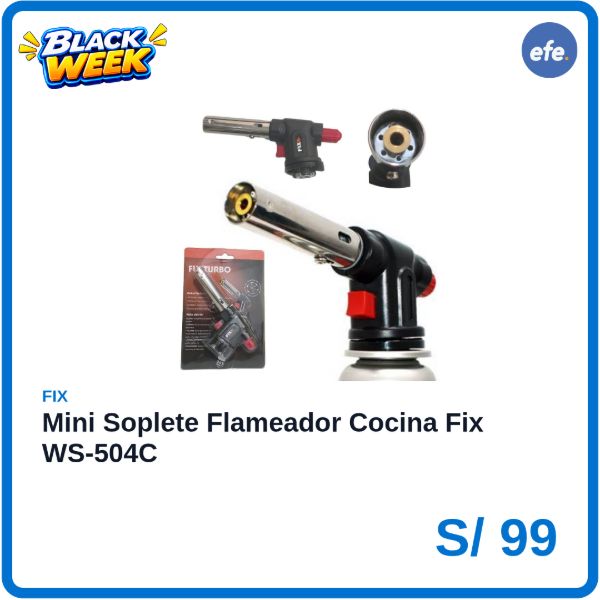 BLACK
WEEK
efe.
FIX
FIX TURBO
FIX
Mini Soplete Flameador Cocina Fix
WS-504C
S/ 99